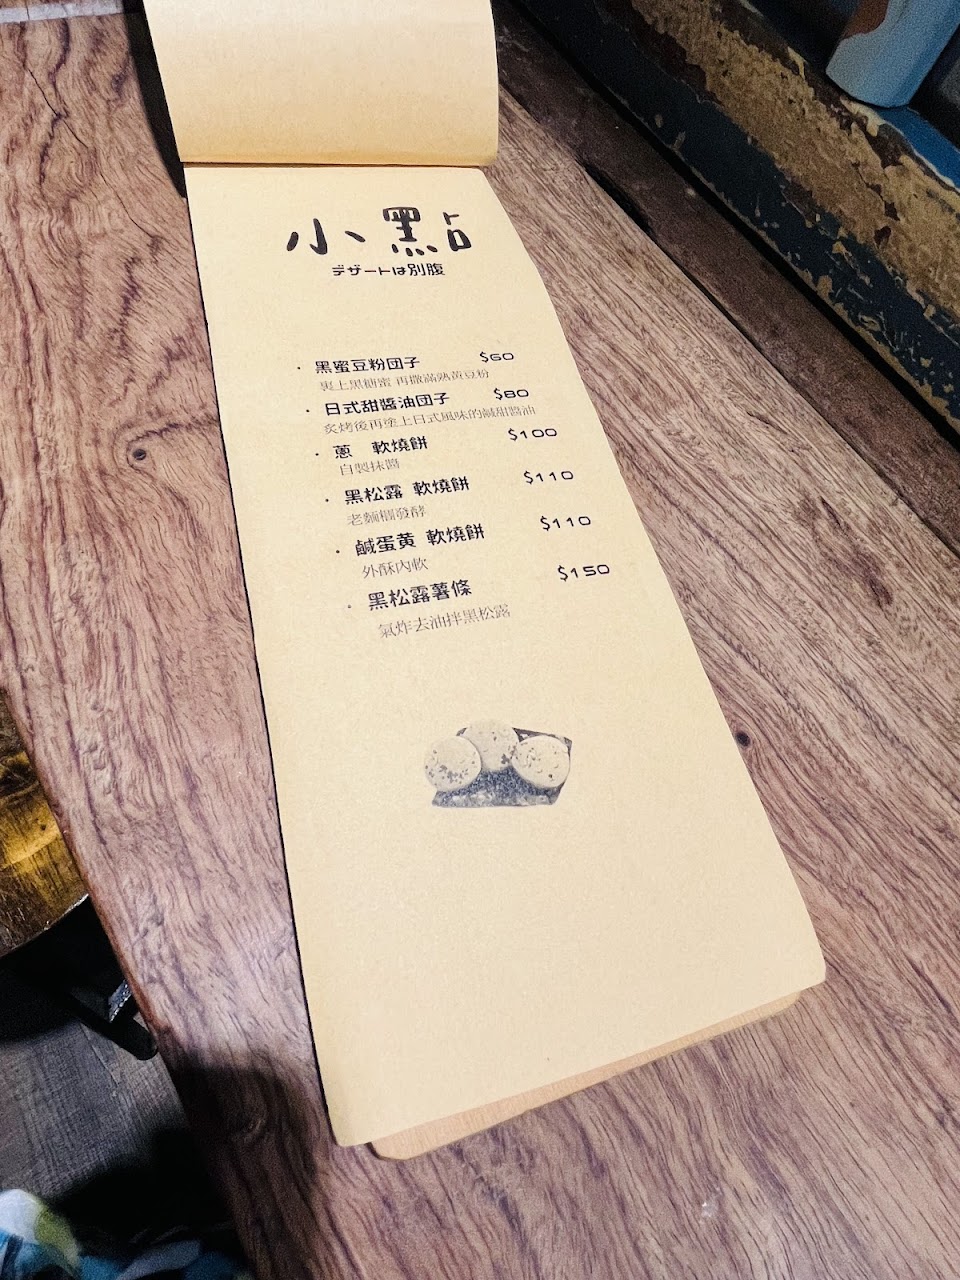 小點
デザートは別腹
· 黑蜜豆粉団子 $60
裹上黑糖蜜 再撒滿熟黃豆粉
· 日式甜醬油団子 $80
炙烤後再塗上日式風味的鹹甜醬油
· 蔥 軟燒餅 $100
自製抹醬
· 黑松露 軟燒餅 $110
老麵種發酵
· 鹹蛋黃 軟燒餅 $110
外酥內軟
· 黑松露薯條 $150
氣炸去油拌黑松露